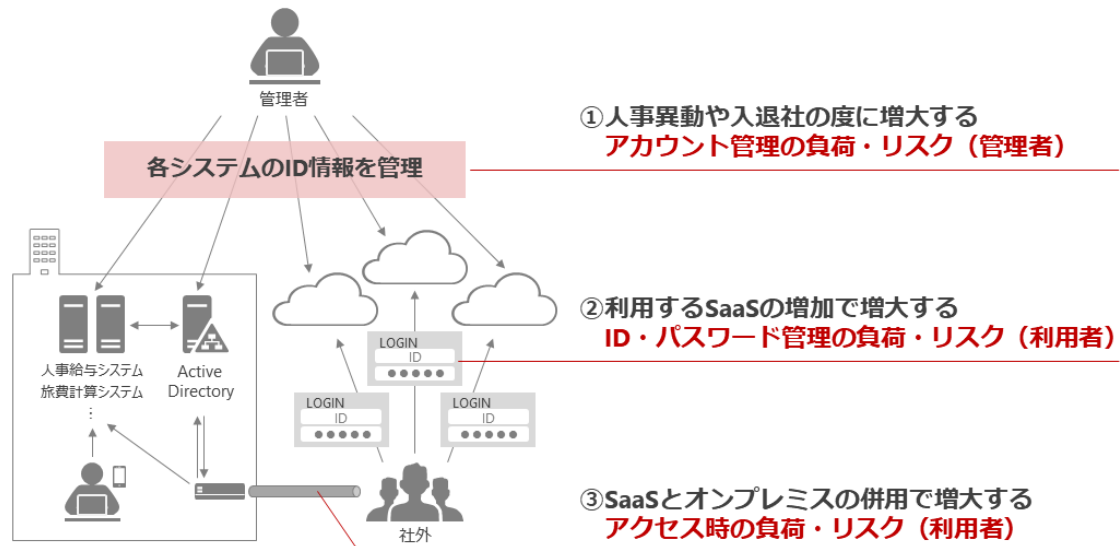 管理者
各システムのID情報を管理
①人事異動や入退社の度に増大する
アカウント管理の負荷・リスク（管理者）
人事給与システム
旅費計算システム
⋮
Active
Directory
LOGIN
ID
●●●●●
LOGIN
ID
●●●●●
LOGIN
ID
●●●●●
②利用するSaaSの増加で増大する
ID・パスワード管理の負荷・リスク（利用者）
社外
③SaaSとオンプレミスの併用で増大する
アクセス時の負荷・リスク（利用者）